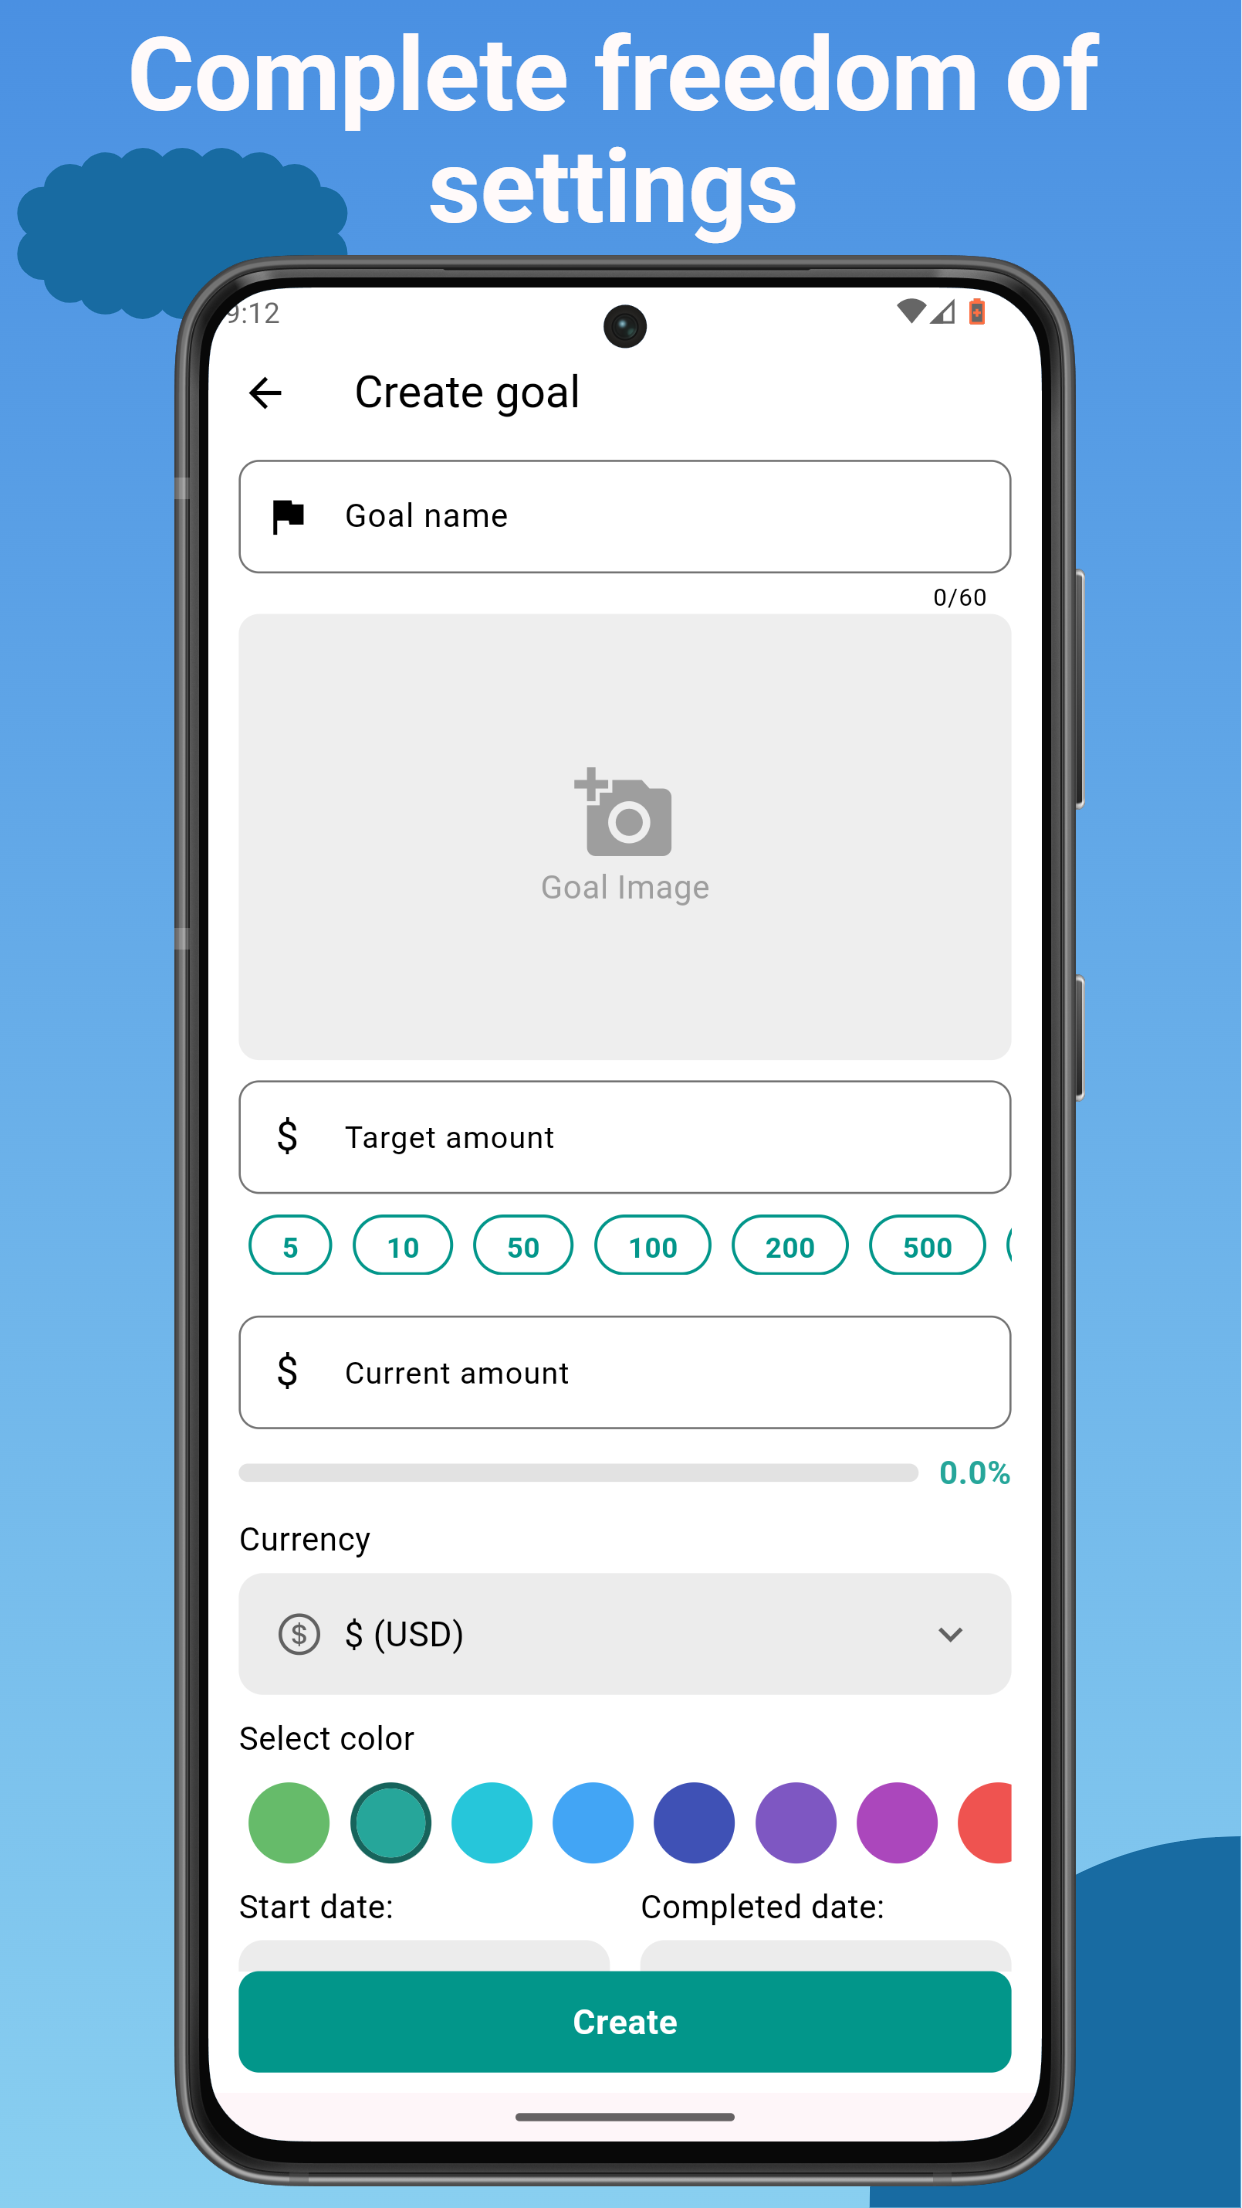 Complete freedom of
settings
9:12
Create goal
Goal name
0/60
Goal Image
$ Target amount
5 10 50 100 200 500
$ Current amount
0.0%
Currency
$ $ (USD)
Select color
Start date: Completed date:
Create